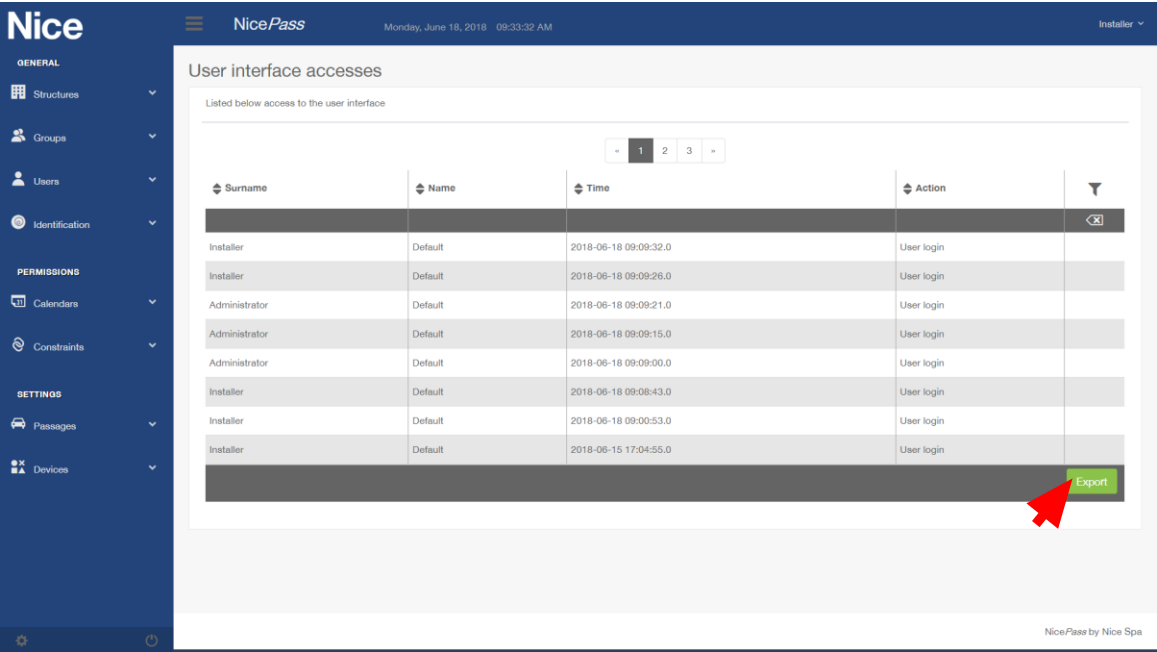 Nice
NicePass
Monday, June 18, 2018 09:33:32 AM
Installer
GENERAL
Structures
Groups
Users
Identification
PERMISSIONS
Calendars
Constraints
SETTINGS
Passages
Devices
User interface accesses
Listed below access to the user interface
« 1 2 3 »
Surname Name Time Action
Installer Default 2018-06-18 09:09:32.0 User login
Installer Default 2018-06-18 09:09:26.0 User login
Administrator Default 2018-06-18 09:09:21.0 User login
Administrator Default 2018-06-18 09:09:15.0 User login
Administrator Default 2018-06-18 09:09:00.0 User login
Installer Default 2018-06-18 09:08:43.0 User login
Installer Default 2018-06-18 09:00:53.0 User login
Installer Default 2018-06-15 17:04:55.0 User login
Export
NicePass by Nice Spa